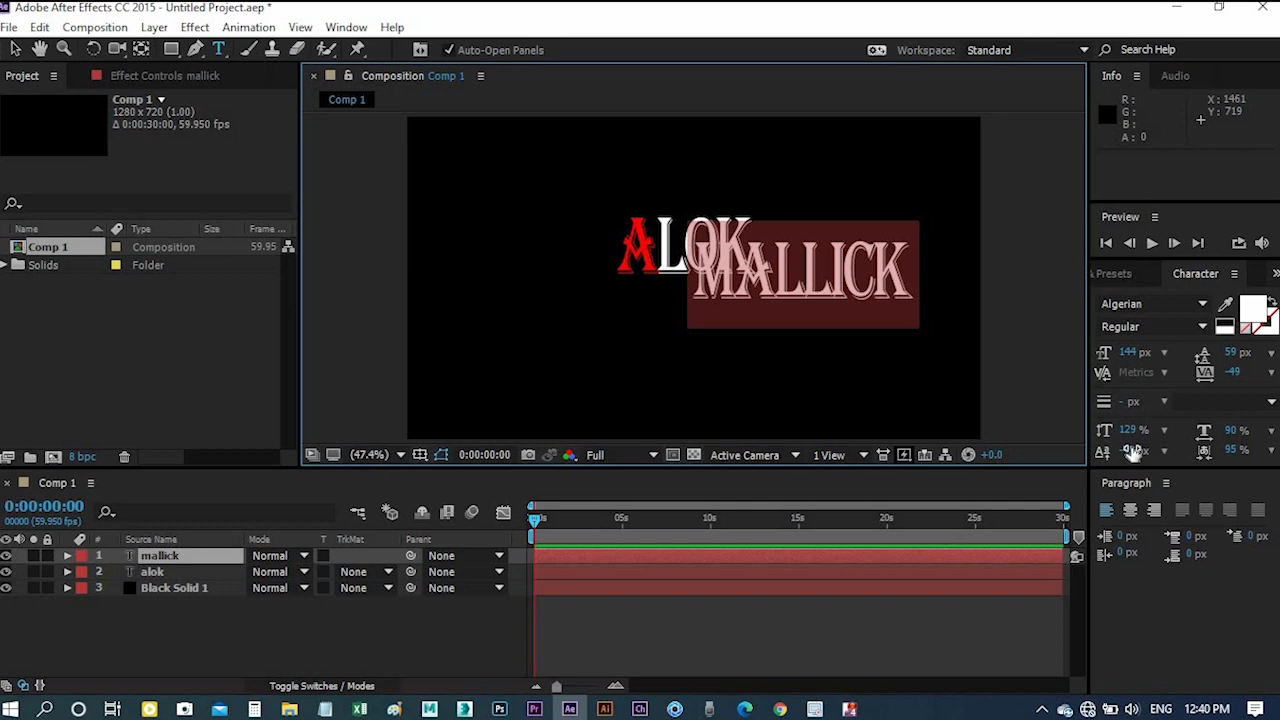 Adobe After Effects CC 2015 - Untitled Project.aep *
File Edit Composition Layer Effect Animation View Window Help
Auto-Open Panels Workspace: Standard Search Help
Project Effect Controls mallick Composition Comp 1 Info Audio
Comp 1
1280 x 720 (1.00)
Δ 0:00:30:00, 59.950 fps
Comp 1
R: X: 1461
G: Y: 719
B:
A: 0
ALOK
MALLICK
Name Type Size Frame ...
Comp 1 Composition 59.95
Solids Folder
Preview
Presets Character
Algerian
Regular
144 px 59 px
Metrics -49
- px
129 % 90 %
95 %
8 bpc
(47.4%) 0:00:00:00 Full Active Camera 1 View +0.0
Comp 1
Paragraph
0:00:00:00
00000 (59.950 fps)
05s 10s 15s 20s 25s 30s
# Source Name Mode T TrkMat Parent
1 T mallick Normal None
2 T alok Normal None None
3 Black Solid 1 Normal None None
0 px 0 px 0 px
0 px 0 px
Toggle Switches / Modes
Pr Ae Ai Ch Ps M 12:40 PM